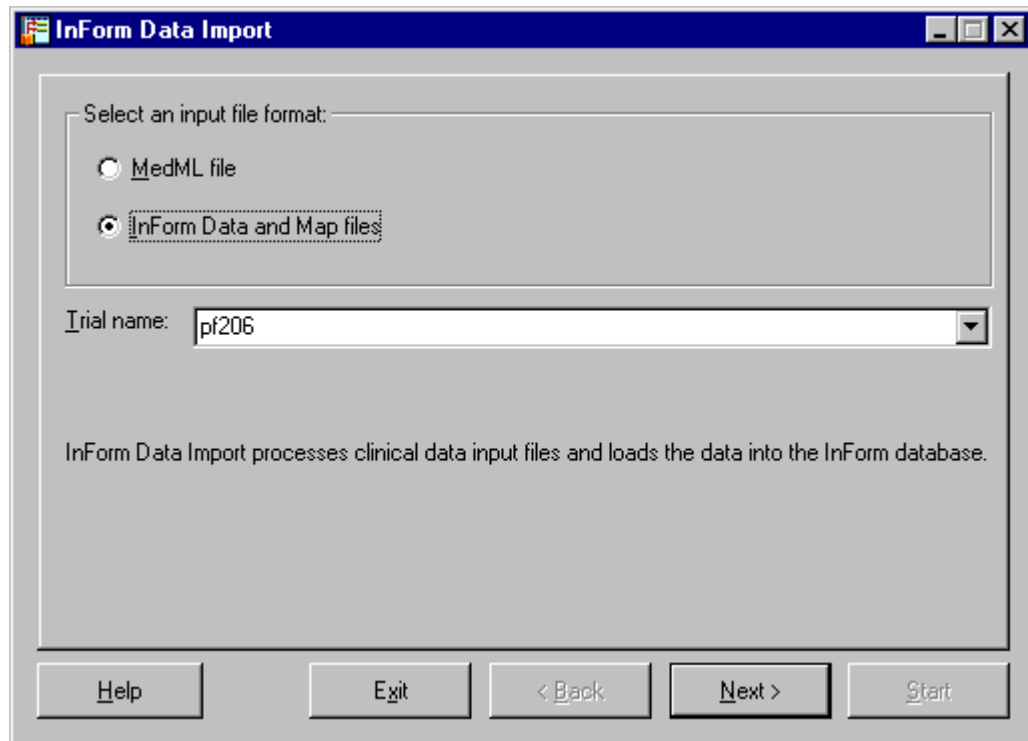 InForm Data Import
Select an input file format:
MedML file
InForm Data and Map files
Trial name: pf206
InForm Data Import processes clinical data input files and loads the data into the InForm database.
Help Exit < Back Next > Start